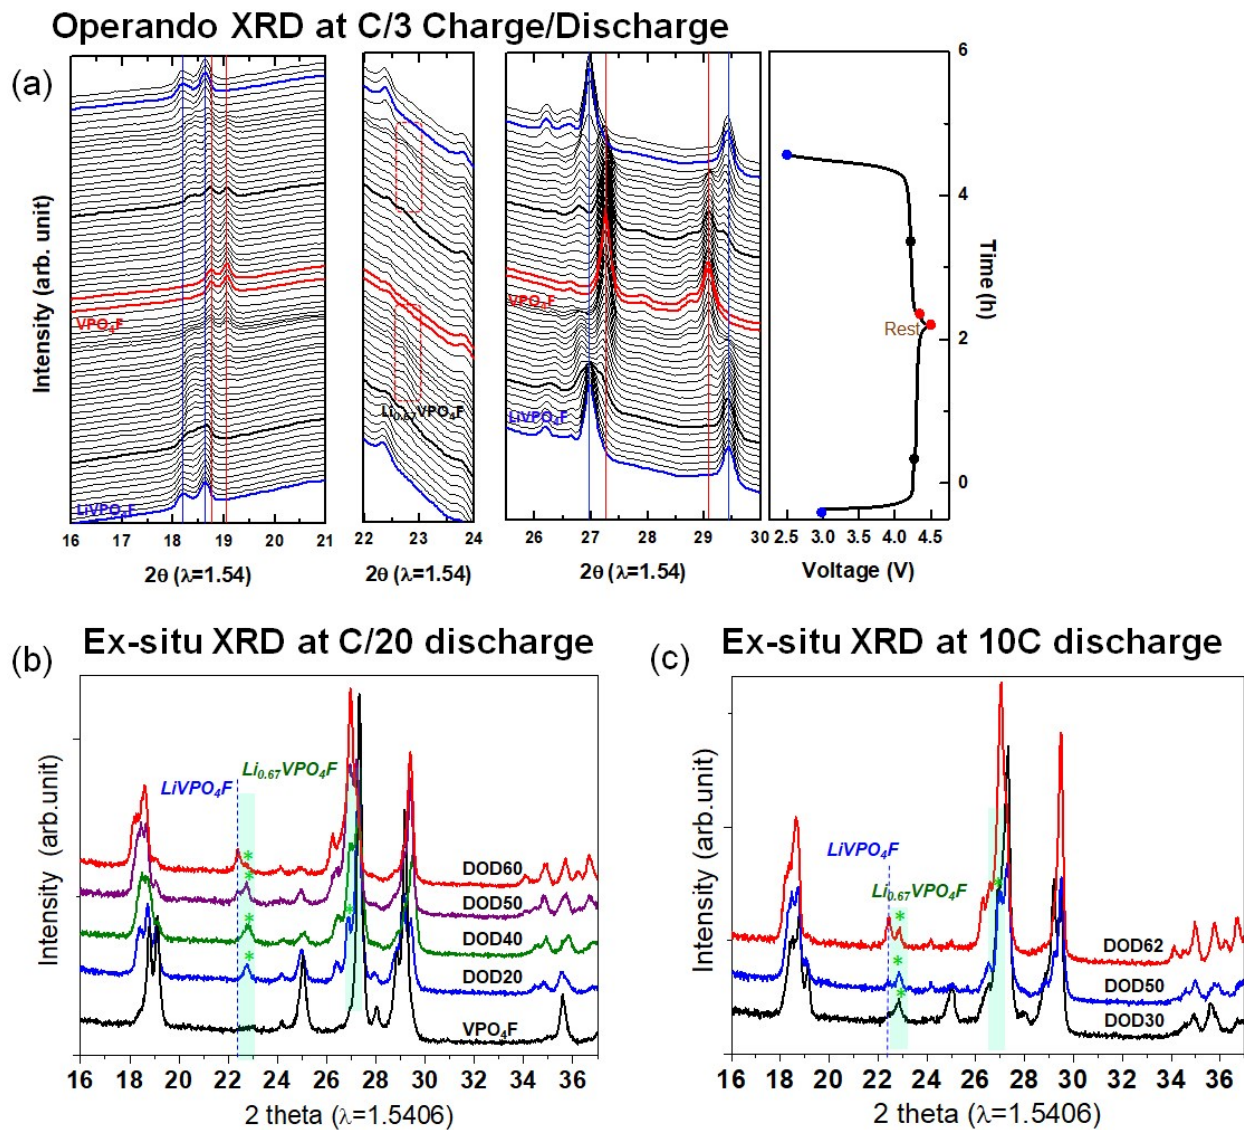 Operando XRD at C/3 Charge/Discharge
(a)
Intensity (arb. unit)
VPO₄F
LiVPO₄F
16 17 18 19 20 21
2θ (λ=1.54)
Li₀.₆₇VPO₄F
22 23 24
2θ (λ=1.54)
VPO₄F
LiVPO₄F
25 26 27 28 29 30
2θ (λ=1.54)
Rest
2.5 3.0 3.5 4.0 4.5
Voltage (V)
6
4
2
0
Time (h)
(b)
Ex-situ XRD at C/20 discharge
Intensity (arb.unit)
Li₀.₆₇VPO₄F
LiVPO₄F
*
*
*
*
*
DOD60
DOD50
DOD40
DOD20
VPO₄F
16 18 20 22 24 26 28 30 32 34 36
2 theta (λ=1.5406)
(c)
Ex-situ XRD at 10C discharge
Intensity (arb.unit)
LiVPO₄F
Li₀.₆₇VPO₄F
*
*
*
*
DOD62
DOD50
DOD30
16 18 20 22 24 26 28 30 32 34 36
2 theta (λ=1.5406)